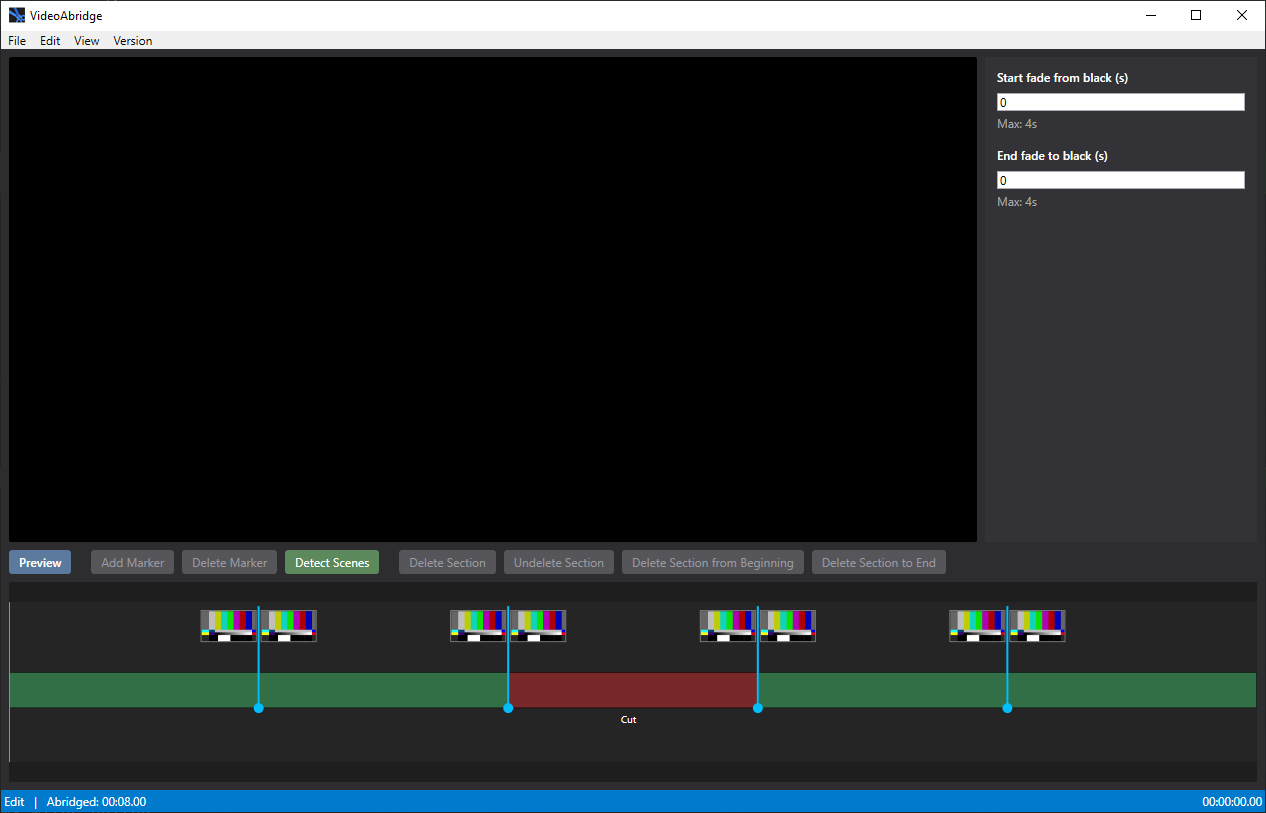 VideoAbridge
File Edit View Version
Start fade from black (s)
0
Max: 4s
End fade to black (s)
0
Max: 4s
Preview Add Marker Delete Marker Detect Scenes Delete Section Undelete Section Delete Section from Beginning Delete Section to End
Cut
Edit | Abridged: 00:08.00 00:00:00.00